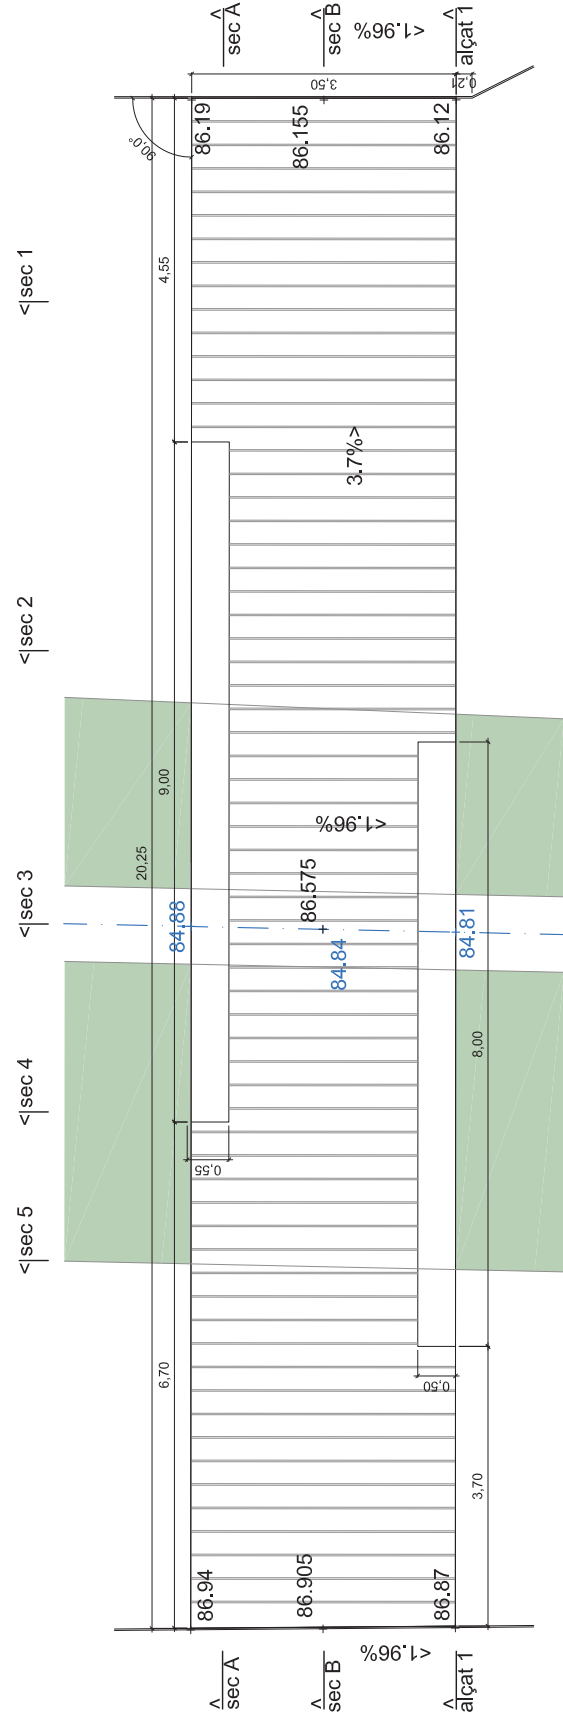 sec A
sec B
alçat 1
<1.96%
3,50
0,21
90,0°
86.19
86.155
86.12
<sec 1
4,55
3.7%>
<sec 2
9,00
20,25
<1.96%
<sec 3
86.575
84.88
84.84
84.81
8,00
<sec 4
0,55
<sec 5
6,70
0,50
3,70
86.94
86.905
86.87
<1.96%
sec A
sec B
alçat 1